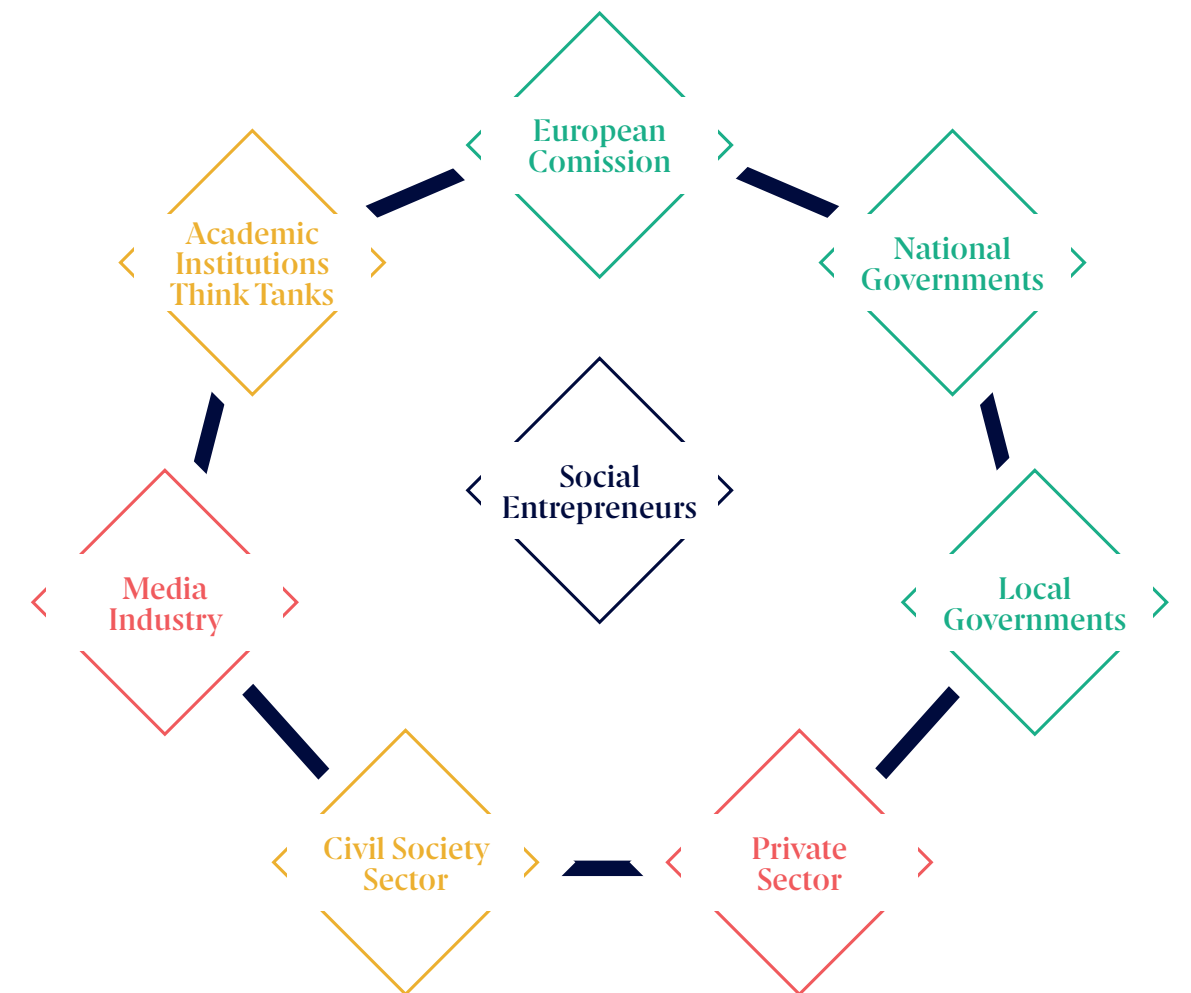 European
Comission
Academic
Institutions
Think Tanks
National
Governments
Social
Entrepreneurs
Media
Industry
Local
Governments
Civil Society
Sector
Private
Sector